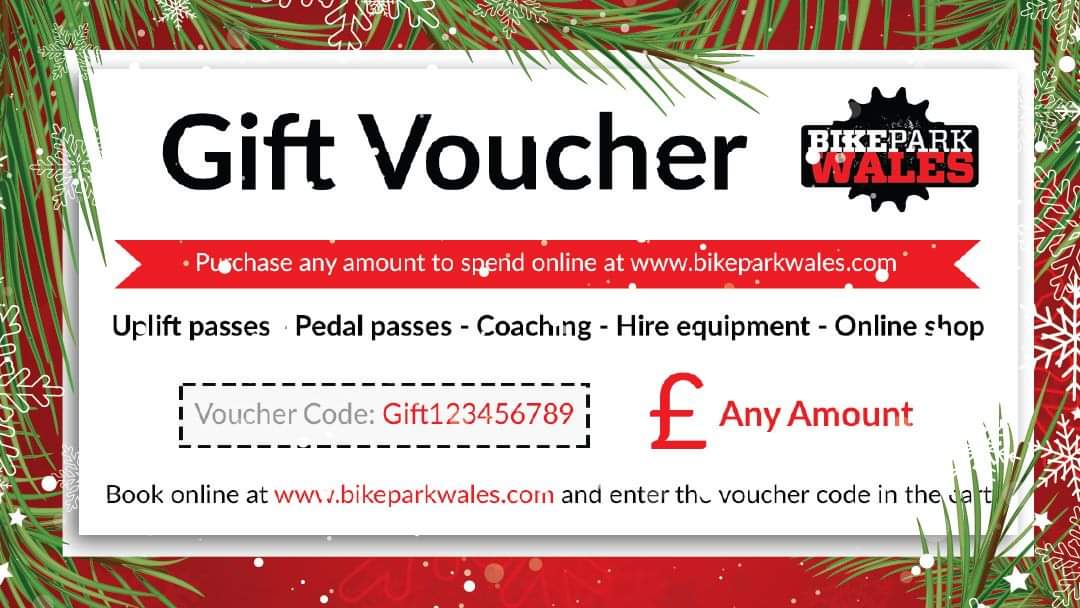 Gift Voucher
BIKEPARK
WALES
Purchase any amount to spend online at www.bikeparkwales.com
Uplift passes - Pedal passes - Coaching - Hire equipment - Online shop
Voucher Code: Gift123456789
£ Any Amount
Book online at www.bikeparkwales.com and enter the voucher code in the cart